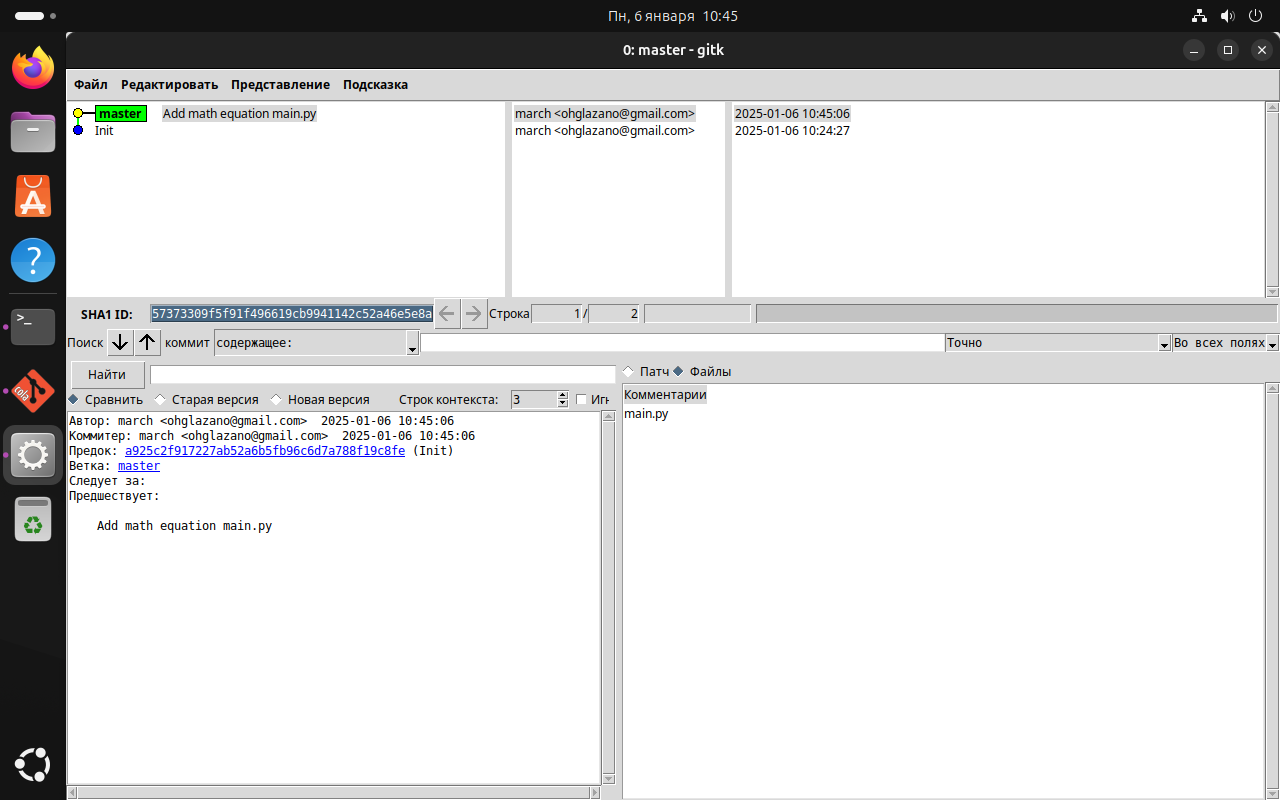 Пн, 6 января 10:45
0: master - gitk
Файл Редактировать Представление Подсказка
master Add math equation main.py march <ohglazano@gmail.com> 2025-01-06 10:45:06
Init march <ohglazano@gmail.com> 2025-01-06 10:24:27
SHA1 ID: 57373309f5f91f496619cb9941142c52a46e5e8a Строка 1 / 2
Поиск коммит содержащее: Точно Во всех полях
Найти
Патч Файлы
Сравнить Старая версия Новая версия Строк контекста: 3 Игн
Комментарии
main.py
Автор: march <ohglazano@gmail.com> 2025-01-06 10:45:06
Коммитер: march <ohglazano@gmail.com> 2025-01-06 10:45:06
Предок: a925c2f917227ab52a6b5fb96c6d7a788f19c8fe (Init)
Ветка: master
Следует за:
Предшествует:
Add math equation main.py
>_
?
cola